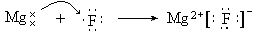 Mg ×× + ·F: ⟶ Mg²⁺[:F:]⁻